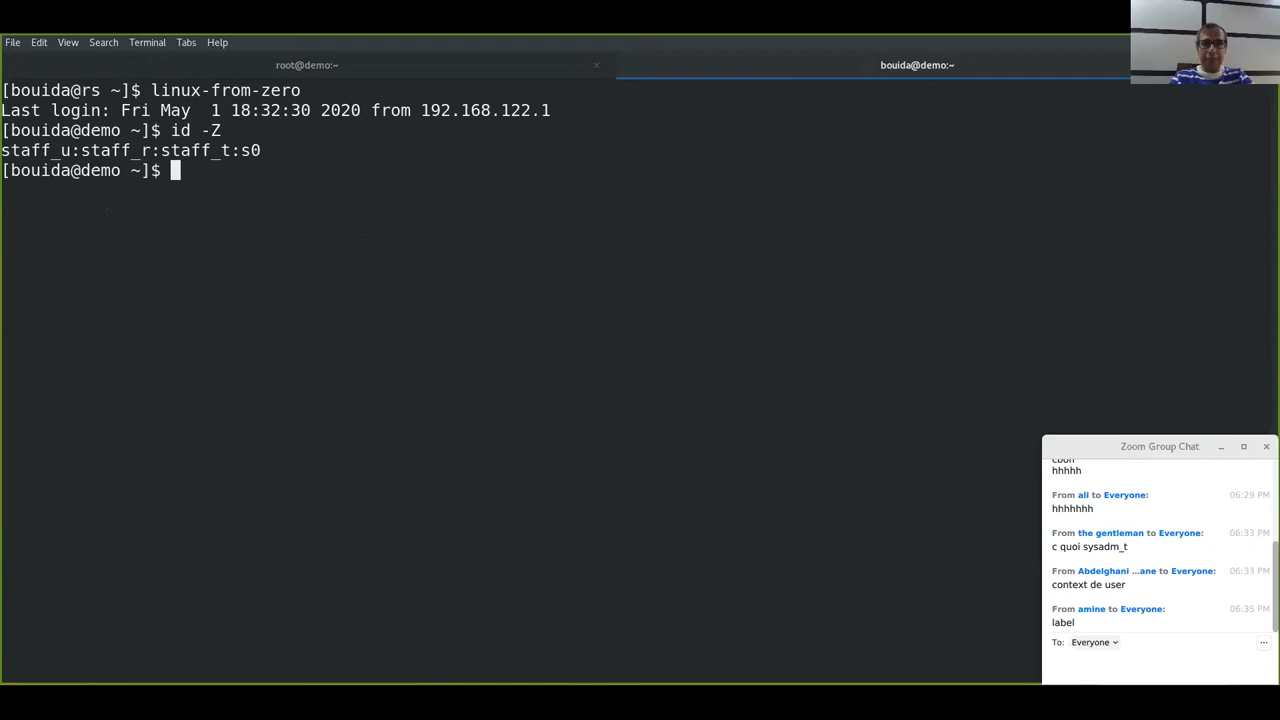 File Edit View Search Terminal Tabs Help
root@demo:~ × bouida@demo:~
[bouida@rs ~]$ linux-from-zero
Last login: Fri May  1 18:32:30 2020 from 192.168.122.1
[bouida@demo ~]$ id -Z
staff_u:staff_r:staff_t:s0
[bouida@demo ~]$
Zoom Group Chat
cbon
hhhhh
From ali to Everyone: 06:29 PM
hhhhhhh
From the gentleman to Everyone: 06:33 PM
c quoi sysadm_t
From Abdelghani ...ane to Everyone: 06:33 PM
context de user
From amine to Everyone: 06:35 PM
label
To: Everyone